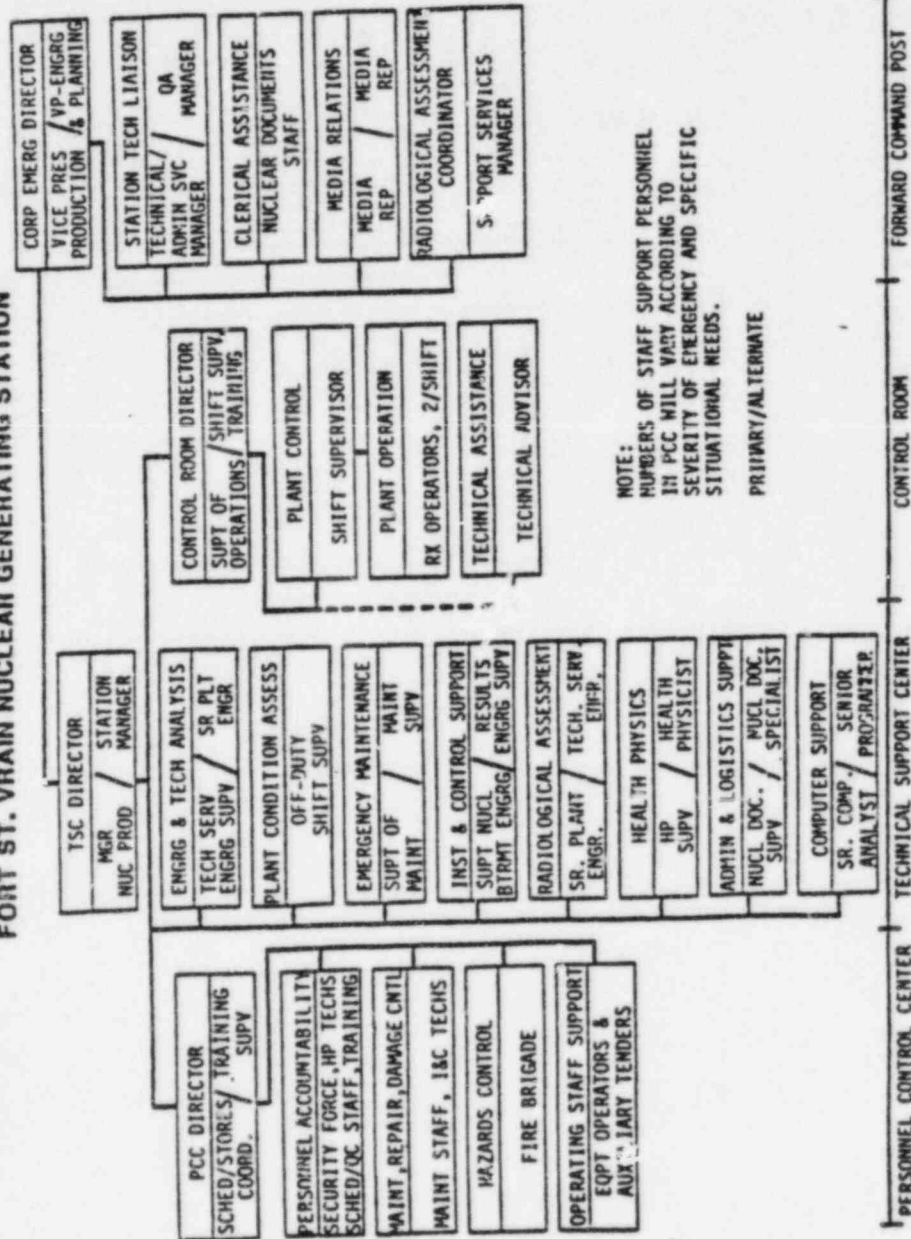 FORT ST. VRAIN NUCLEAR GENERATING STATION
CORP EMERG DIRECTOR
VICE PRES / VP-ENGRG
PRODUCTION / & PLANNING
STATION TECH LIAISON
TECHNICAL/
ADMIN SVC / QA
MANAGER MANAGER
CLERICAL ASSISTANCE
NUCLEAR DOCUMENTS
STAFF
MEDIA RELATIONS
MEDIA / MEDIA
REP REP
RADIOLOGICAL ASSESSMENT
COORDINATOR
SUPPORT SERVICES
MANAGER
TSC DIRECTOR
MGR / STATION
NUC PROD / MANAGER
CONTROL ROOM DIRECTOR
SUPT OF / SHIFT SUPV,
OPERATIONS / TRAINING
PLANT CONTROL
SHIFT SUPERVISOR
PLANT OPERATION
RX OPERATORS, 2/SHIFT
TECHNICAL ASSISTANCE
TECHNICAL ADVISOR
ENGRG & TECH ANALYSIS
TECH SERV / SR PLT
ENGRG SUPV / ENGR
PLANT CONDITION ASSESS
OFF-DUTY
SHIFT SUPV
EMERGENCY MAINTENANCE
SUPT OF / MAINT
MAINT SUPV
INST & CONTROL SUPPORT
SUPT NUCL / RESULTS
BTRMT ENGRG / ENGRG SUPV
RADIOLOGICAL ASSESSMENT
SR. PLANT / TECH. SERV.
ENGR. / ENGR.
HEALTH PHYSICS
HP / HEALTH
SUPV / PHYSICIST
ADMIN & LOGISTICS SUPPT
NUCL DOC. / NUCL DOC,
SUPV / SPECIALIST
COMPUTER SUPPORT
SR. COMP. / SENIOR
ANALYST / PROGRAMMER
PCC DIRECTOR
SCHED/STORES / TRAINING
COORD. SUPV
PERSONNEL ACCOUNTABILITY
SECURITY FORCE, HP TECHS
SCHED/QC STAFF, TRAINING
MAINT, REPAIR, DAMAGE CNTL
MAINT STAFF, I&C TECHS
HAZARDS CONTROL
FIRE BRIGADE
OPERATING STAFF SUPPORT
EQPT OPERATORS &
AUXILIARY TENDERS
NOTE:
NUMBERS OF STAFF SUPPORT PERSONNEL
IN PCC WILL VARY ACCORDING TO
SEVERITY OF EMERGENCY AND SPECIFIC
SITUATIONAL NEEDS.
PRIMARY/ALTERNATE
PERSONNEL CONTROL CENTER
TECHNICAL SUPPORT CENTER
CONTROL ROOM
FORWARD COMMAND POST